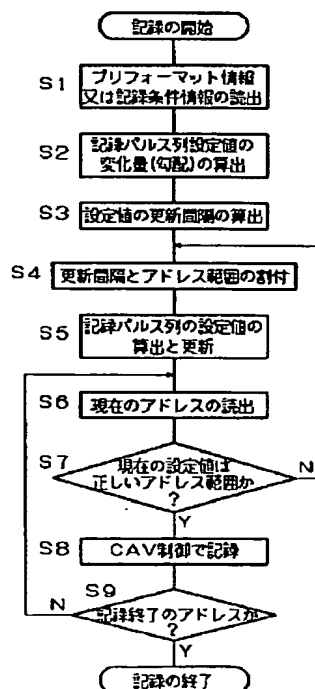 記録の開始
S1
プリフォーマット情報
又は記録条件情報の読出
S2
記録パルス列設定値の
変化量(勾配)の算出
S3
設定値の更新間隔の算出
S4
更新間隔とアドレス範囲の割付
S5
記録パルス列の設定値の
算出と更新
S6
現在のアドレスの読出
S7
現在の設定値は
正しいアドレス範囲か
?
N
Y
S8
CAV制御で記録
S9
N
記録終了のアドレスか
?
Y
記録の終了